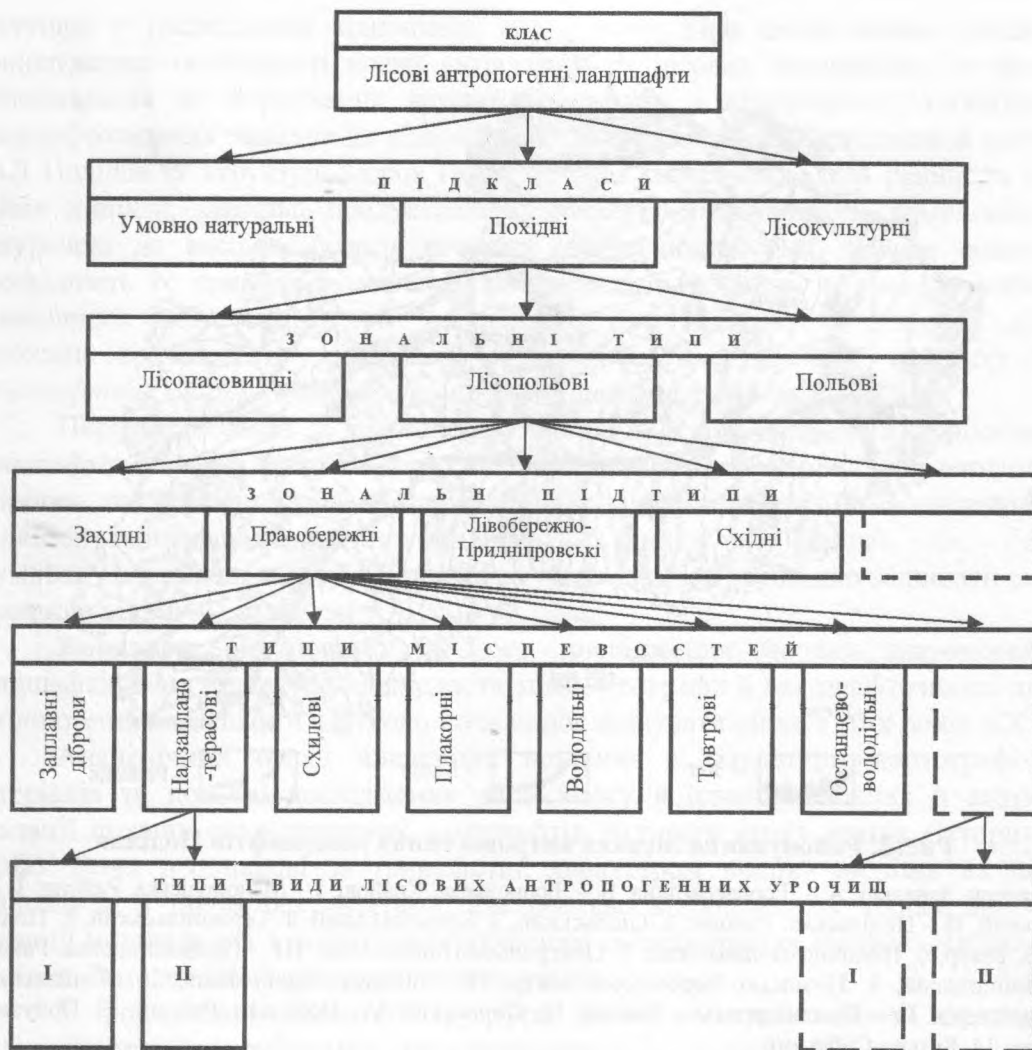 КЛАС
Лісові антропогенні ландшафти
ПІДКЛАСИ
Умовно натуральні
Похідні
Лісокультурні
ЗОНАЛЬНІ ТИПИ
Лісопасовищні
Лісопольові
Польові
ЗОНАЛЬНІ ПІДТИПИ
Західні
Правобережні
Лівобережно-
Придніпровські
Східні
ТИПИ МІСЦЕВОСТЕЙ
Заплавні
діброви
Надзаплавно
-терасові
Схилові
Плакорні
Вододільні
Товтрові
Останцево-
вододільні
ТИПИ І ВИДИ ЛІСОВИХ АНТРОПОГЕННИХ УРОЧИЩ
I
II
I
II